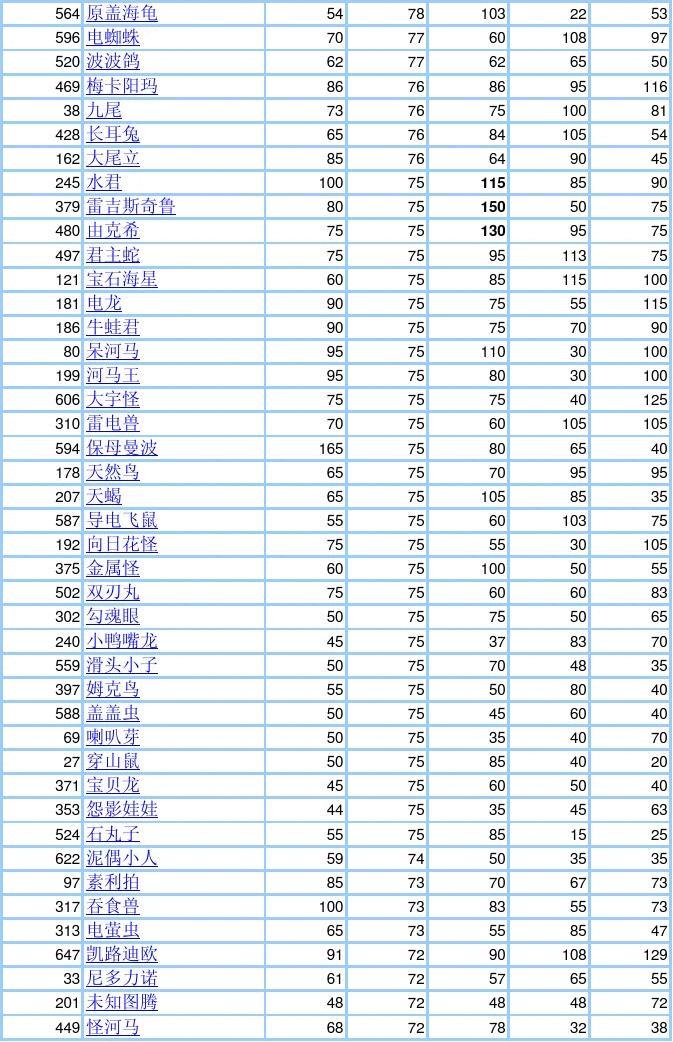 564 原盖海龟 54 78 103 22 53
596 电蜘蛛 70 77 60 108 97
520 波波鸽 62 77 62 65 50
469 梅卡阳玛 86 76 86 95 116
38 九尾 73 76 75 100 81
428 长耳兔 65 76 84 105 54
162 大尾立 85 76 64 90 45
245 水君 100 75 115 85 90
379 雷吉斯奇鲁 80 75 150 50 75
480 由克希 75 75 130 95 75
497 君主蛇 75 75 95 113 75
121 宝石海星 60 75 85 115 100
181 电龙 90 75 75 55 115
186 牛蛙君 90 75 75 70 90
80 呆河马 95 75 110 30 100
199 河马王 95 75 80 30 100
606 大宇怪 75 75 75 40 125
310 雷电兽 70 75 60 105 105
594 保母曼波 165 75 80 65 40
178 天然鸟 65 75 70 95 95
207 天蝎 65 75 105 85 35
587 导电飞鼠 55 75 60 103 75
192 向日花怪 75 75 55 30 105
375 金属怪 60 75 100 50 55
502 双刃丸 75 75 60 60 83
302 勾魂眼 50 75 75 50 65
240 小鸭嘴龙 45 75 37 83 70
559 滑头小子 50 75 70 48 35
397 姆克鸟 55 75 50 80 40
588 盖盖虫 50 75 45 60 40
69 喇叭芽 50 75 35 40 70
27 穿山鼠 50 75 85 40 20
371 宝贝龙 45 75 60 50 40
353 怨影娃娃 44 75 35 45 63
524 石丸子 55 75 85 15 25
622 泥偶小人 59 74 50 35 35
97 素利拍 85 73 70 67 73
317 吞食兽 100 73 83 55 73
313 电萤虫 65 73 55 85 47
647 凯路迪欧 91 72 90 108 129
33 尼多力诺 61 72 57 65 55
201 未知图腾 48 72 48 48 72
449 怪河马 68 72 78 32 38